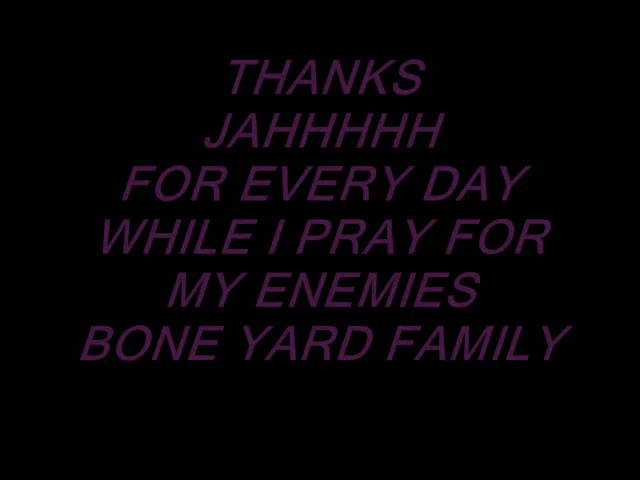 THANKS
JAHHHHH
FOR EVERY DAY
WHILE I PRAY FOR
MY ENEMIES
BONE YARD FAMILY